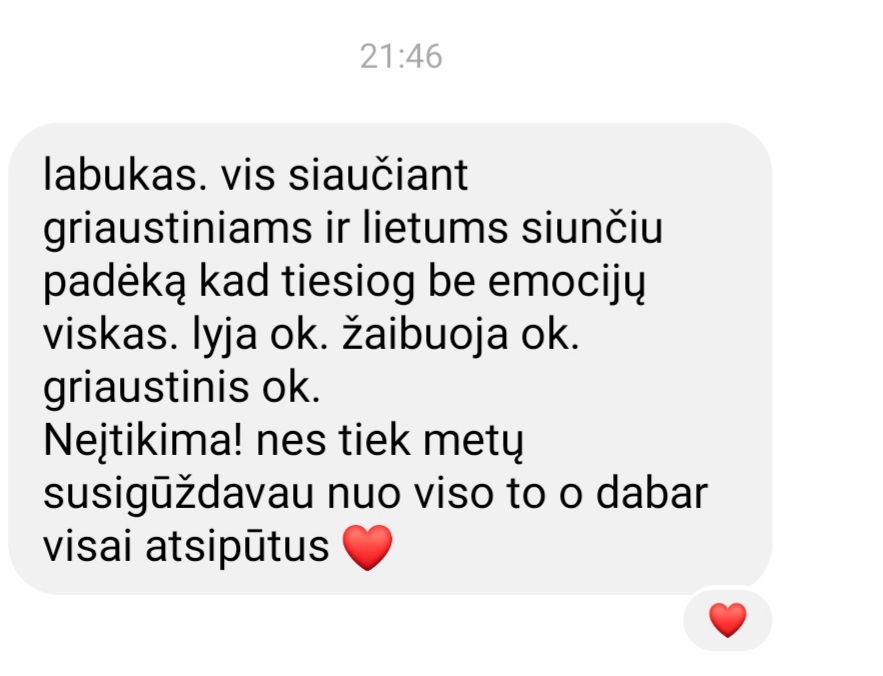 21:46
labukas. vis siaučiant
griaustiniams ir lietums siunčiu
padėką kad tiesiog be emocijų
viskas. lyja ok. žaibuoja ok.
griaustinis ok.
Neįtikima! nes tiek metų
susigūždavau nuo viso to o dabar
visai atsipūtus ❤️
❤️